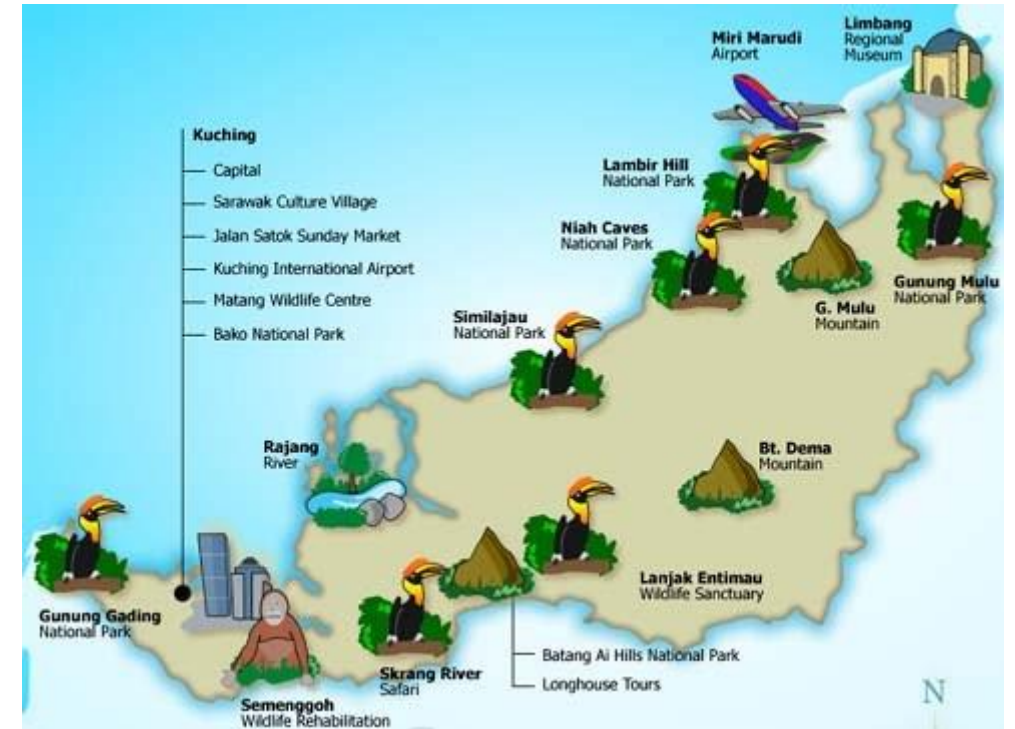 Limbang
Regional
Museum
Miri Marudi
Airport
Kuching
Capital
Sarawak Culture Village
Jalan Satok Sunday Market
Kuching International Airport
Matang Wildlife Centre
Bako National Park
Lambir Hill
National Park
Niah Caves
National Park
Gunung Mulu
National Park
G. Mulu
Mountain
Similajau
National Park
Rajang
River
Bt. Dema
Mountain
Lanjak Entimau
Wildlife Sanctuary
Gunung Gading
National Park
Batang Ai Hills National Park
Longhouse Tours
Skrang River
Safari
Semenggoh
Wildlife Rehabilitation
N